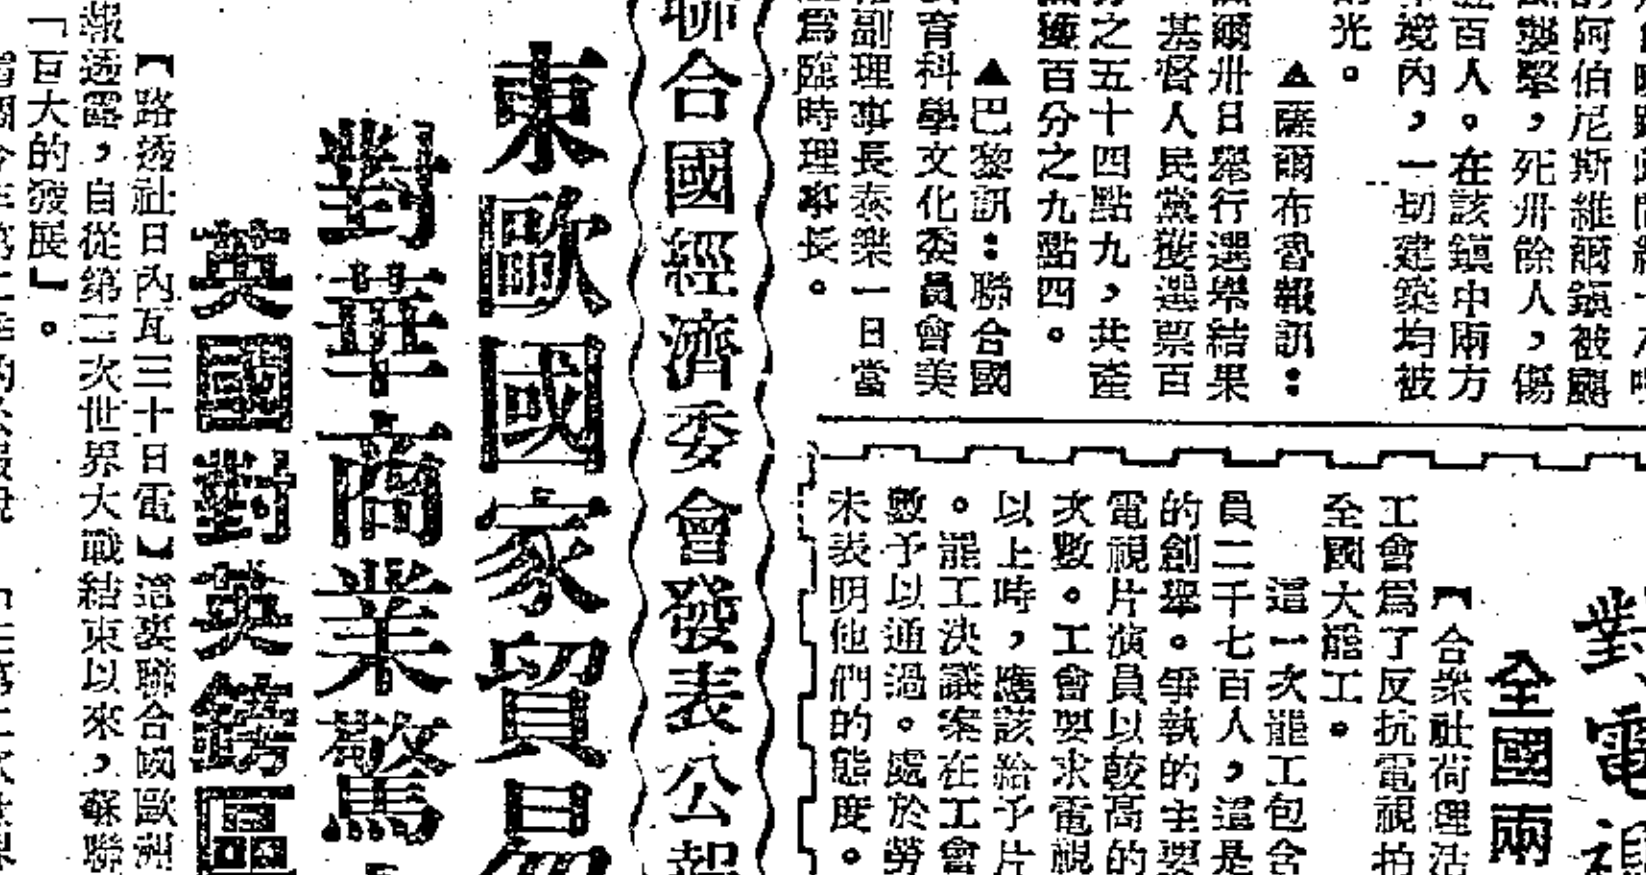 的阿伯尼斯維爾鎮被颶
擊,死卅餘人,傷
百人。在該鎮中兩方
境內,一切建築均被
光。
▲薩爾布魯報訊:
爾卅日舉行選舉結果
基督人民黨獲選票百
之五十四點九,共產
獲百分之九點四。
▲巴黎訊:聯合國
育科學文化委員會美
副理事長泰樂一日當
為臨時理事長。
對電視
全國兩
【合眾社荷理活
工會為了反抗電視拍
全國大罷工。
這一次罷工包含
員二千七百人,這是
的創舉。爭執的主要
電視片演員以較高的
次數。工會要求電視
以上時,應該給予片
。罷工決議案在工會
數予以通過。處於勞
未表明他們的態度。
聯合國經濟委會發表公報
東歐國家貿易
對華商業驚
英國對英鎊區
【路透社日內瓦三十日電】這裏聯合國歐洲
報透露,自從第二次世界大戰結束以來,蘇聯
「巨大的發展」。